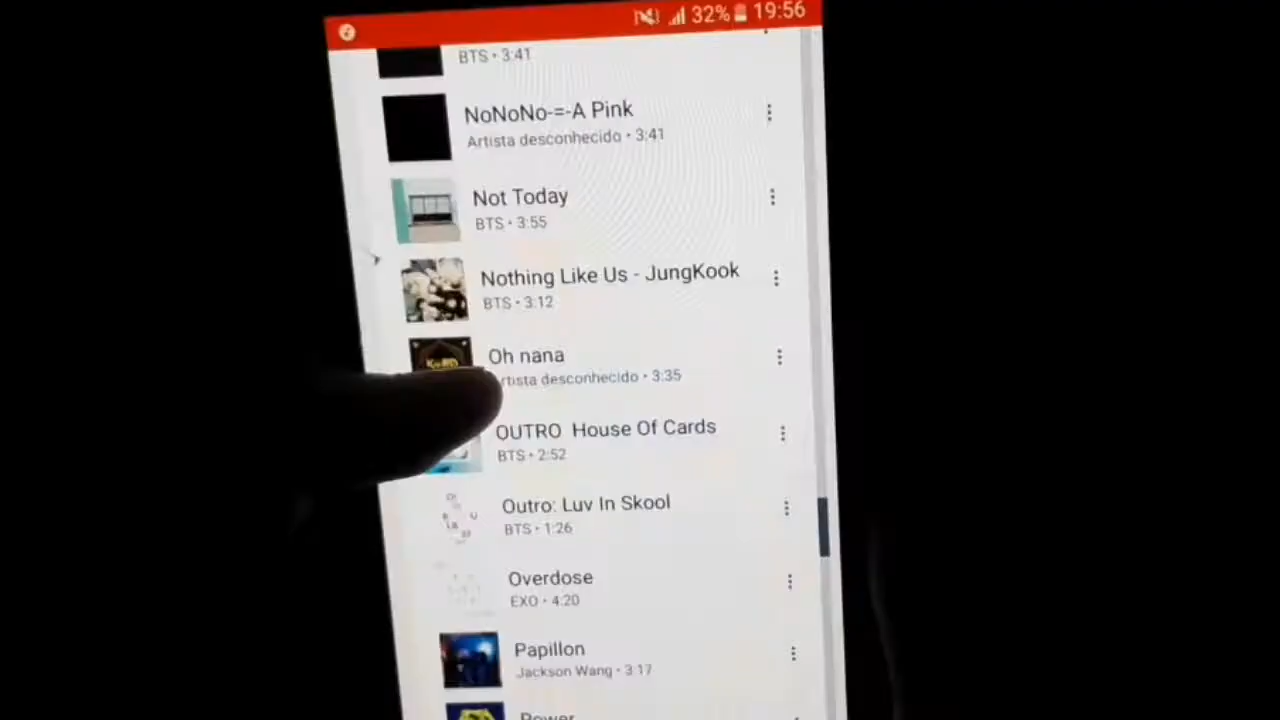 32% 19:56
BTS • 3:41
NoNoNo-=-A Pink
Artista desconhecido • 3:41
Not Today
BTS • 3:55
Nothing Like Us - JungKook
BTS • 3:12
Oh nana
rtista desconhecido • 3:35
OUTRO House Of Cards
BTS • 2:52
Outro: Luv In Skool
BTS • 1:26
Overdose
EXO • 4:20
Papillon
Jackson Wang • 3:17
Power